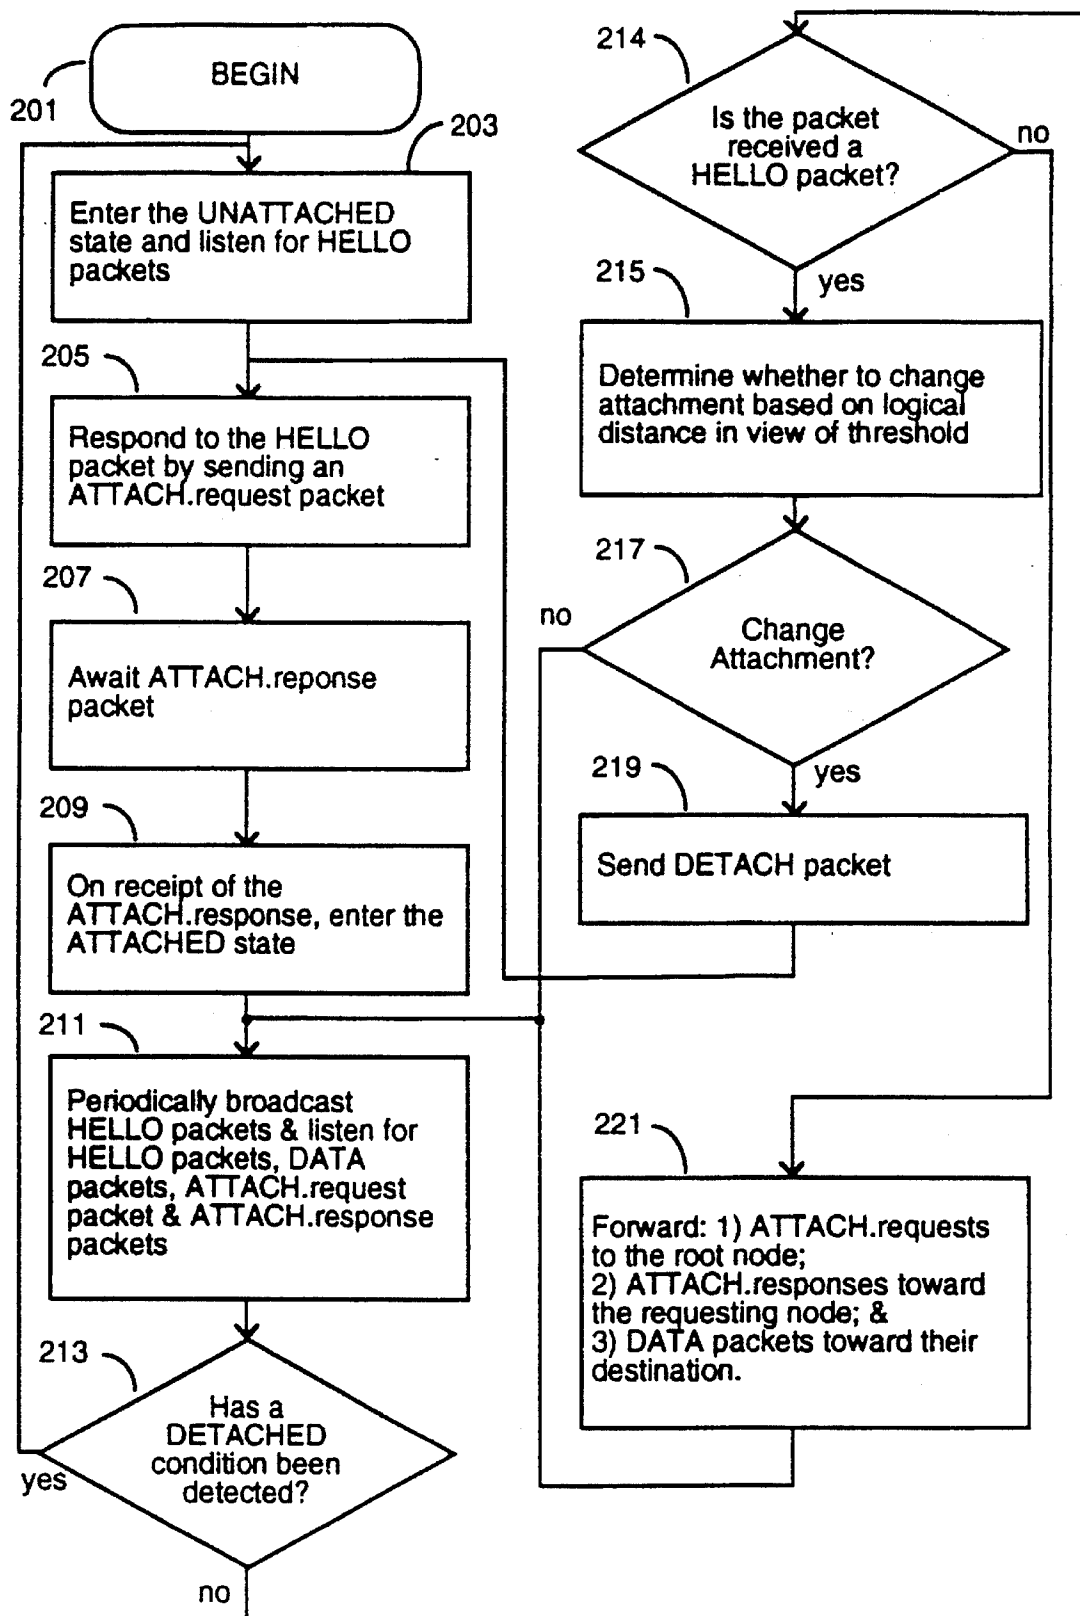 201
BEGIN
203
Enter the UNATTACHED
state and listen for HELLO
packets
205
Respond to the HELLO
packet by sending an
ATTACH.request packet
207
Await ATTACH.reponse
packet
209
On receipt of the
ATTACH.response, enter the
ATTACHED state
211
Periodically broadcast
HELLO packets & listen for
HELLO packets, DATA
packets, ATTACH.request
packet & ATTACH.response
packets
213
Has a
DETACHED
condition been
detected?
yes
no
214
Is the packet
received a
HELLO packet?
no
yes
215
Determine whether to change
attachment based on logical
distance in view of threshold
217
no
Change
Attachment?
yes
219
Send DETACH packet
221
Forward: 1) ATTACH.requests
to the root node;
2) ATTACH.responses toward
the requesting node; &
3) DATA packets toward their
destination.